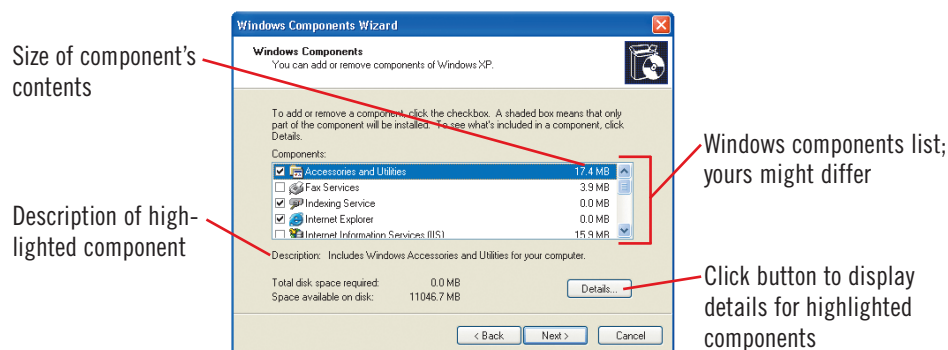 Windows Components Wizard
Windows Components
You can add or remove components of Windows XP.
Size of component's
contents
To add or remove a component, click the checkbox. A shaded box means that only
part of the component will be installed. To see what's included in a component, click
Details.
Components:
Accessories and Utilities 17.4 MB
Fax Services 3.9 MB
Indexing Service 0.0 MB
Internet Explorer 0.0 MB
Internet Information Services (IIS) 15.9 MB
Windows components list;
yours might differ
Description of high-
lighted component
Description: Includes Windows Accessories and Utilities for your computer.
Total disk space required: 0.0 MB
Space available on disk: 11046.7 MB
Details...
Click button to display
details for highlighted
components
< Back
Next >
Cancel